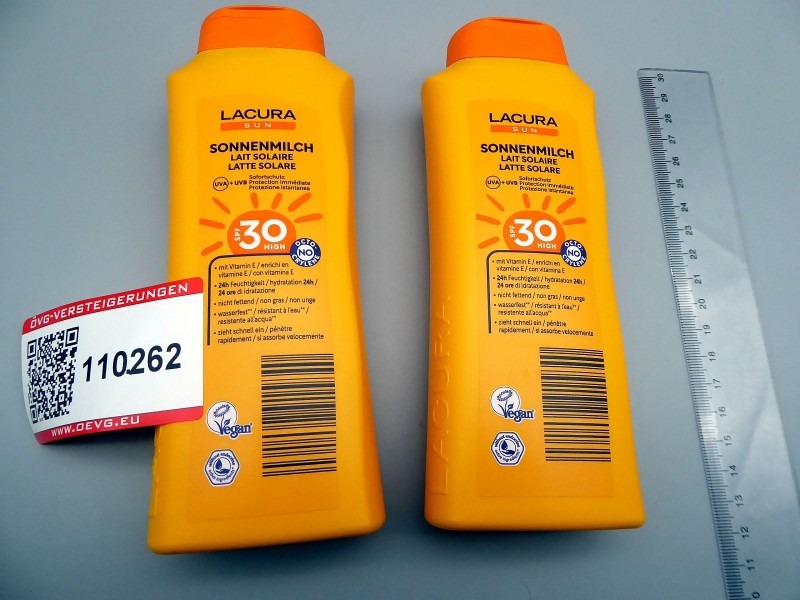 LACURA
SUN
SONNENMILCH
LAIT SOLAIRE
LATTE SOLARE
UVA + UVB
Sofortschutz
Protection immédiate
Protezione istantanea
SPF 30
HIGH
NO
OCTO
CRYLENE
• mit Vitamin E / enrichi en
vitamine E / con vitamina E
• 24h Feuchtigkeit / hydratation 24h /
24 ore di idratazione
• nicht fettend / non gras / non unge
• wasserfest** / résistant à l'eau** /
resistente all'acqua**
• zieht schnell ein / pénètre
rapidement / si assorbe velocemente
Vegan
ÖVG-VERSTEIGERUNGEN
110.262
WWW.OEVG.EU
LACURA
SUN
SONNENMILCH
LAIT SOLAIRE
LATTE SOLARE
UVA + UVB
Sofortschutz
Protection immédiate
Protezione istantanea
SPF 30
HIGH
NO
OCTO
CRYLENE
• mit Vitamin E / enrichi en
vitamine E / con vitamina E
• 24h Feuchtigkeit / hydratation 24h /
24 ore di idratazione
• nicht fettend / non gras / non unge
• wasserfest** / résistant à l'eau** /
resistente all'acqua**
• zieht schnell ein / pénètre
rapidement / si assorbe velocemente
Vegan
LACURA
30
29
28
27
26
25
24
23
22
21
20
19
18
17
16
15
14
13
12
11